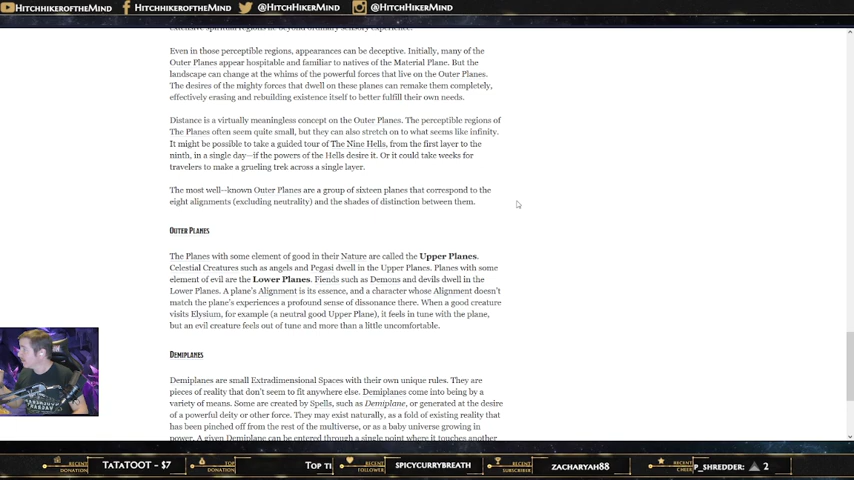 HITCHHIKEROFTHEMIND HITCHHIKEROFTHEMIND @HITCHHIKERMIND @HITCHHIKERMIND
extensive spiritual regions lie beyond ordinary sensory experience.
Even in those perceptible regions, appearances can be deceptive. Initially, many of the
Outer Planes appear hospitable and familiar to natives of the Material Plane. But the
landscape can change at the whims of the powerful forces that live on the Outer Planes.
The desires of the mighty forces that dwell on these planes can remake them completely,
effectively erasing and rebuilding existence itself to better fulfill their own needs.
Distance is a virtually meaningless concept on the Outer Planes. The perceptible regions of
The Planes often seem quite small, but they can also stretch on to what seems like infinity.
It might be possible to take a guided tour of The Nine Hells, from the first layer to the
ninth, in a single day—if the powers of the Hells desire it. Or it could take weeks for
travelers to make a grueling trek across a single layer.
The most well--known Outer Planes are a group of sixteen planes that correspond to the
eight alignments (excluding neutrality) and the shades of distinction between them.
OUTER PLANES
The Planes with some element of good in their Nature are called the Upper Planes.
Celestial Creatures such as angels and Pegasi dwell in the Upper Planes. Planes with some
element of evil are the Lower Planes. Fiends such as Demons and devils dwell in the
Lower Planes. A plane's Alignment is its essence, and a character whose Alignment doesn't
match the plane's experiences a profound sense of dissonance there. When a good creature
visits Elysium, for example (a neutral good Upper Plane), it feels in tune with the plane,
but an evil creature feels out of tune and more than a little uncomfortable.
DEMIPLANES
Demiplanes are small Extradimensional Spaces with their own unique rules. They are
pieces of reality that don't seem to fit anywhere else. Demiplanes come into being by a
variety of means. Some are created by Spells, such as Demiplane, or generated at the desire
of a powerful deity or other force. They may exist naturally, as a fold of existing reality that
has been pinched off from the rest of the multiverse, or as a baby universe growing in
power. A given Demiplane can be entered through a single point where it touches another
RECENT DONATION TATATOOT - $7 TOP DONATION TOP TI RECENT FOLLOWER SPICYCURRYBREATH RECENT SUBSCRIBER ZACHARYAH88 RECENT CHEER P_SHREDDER: 2